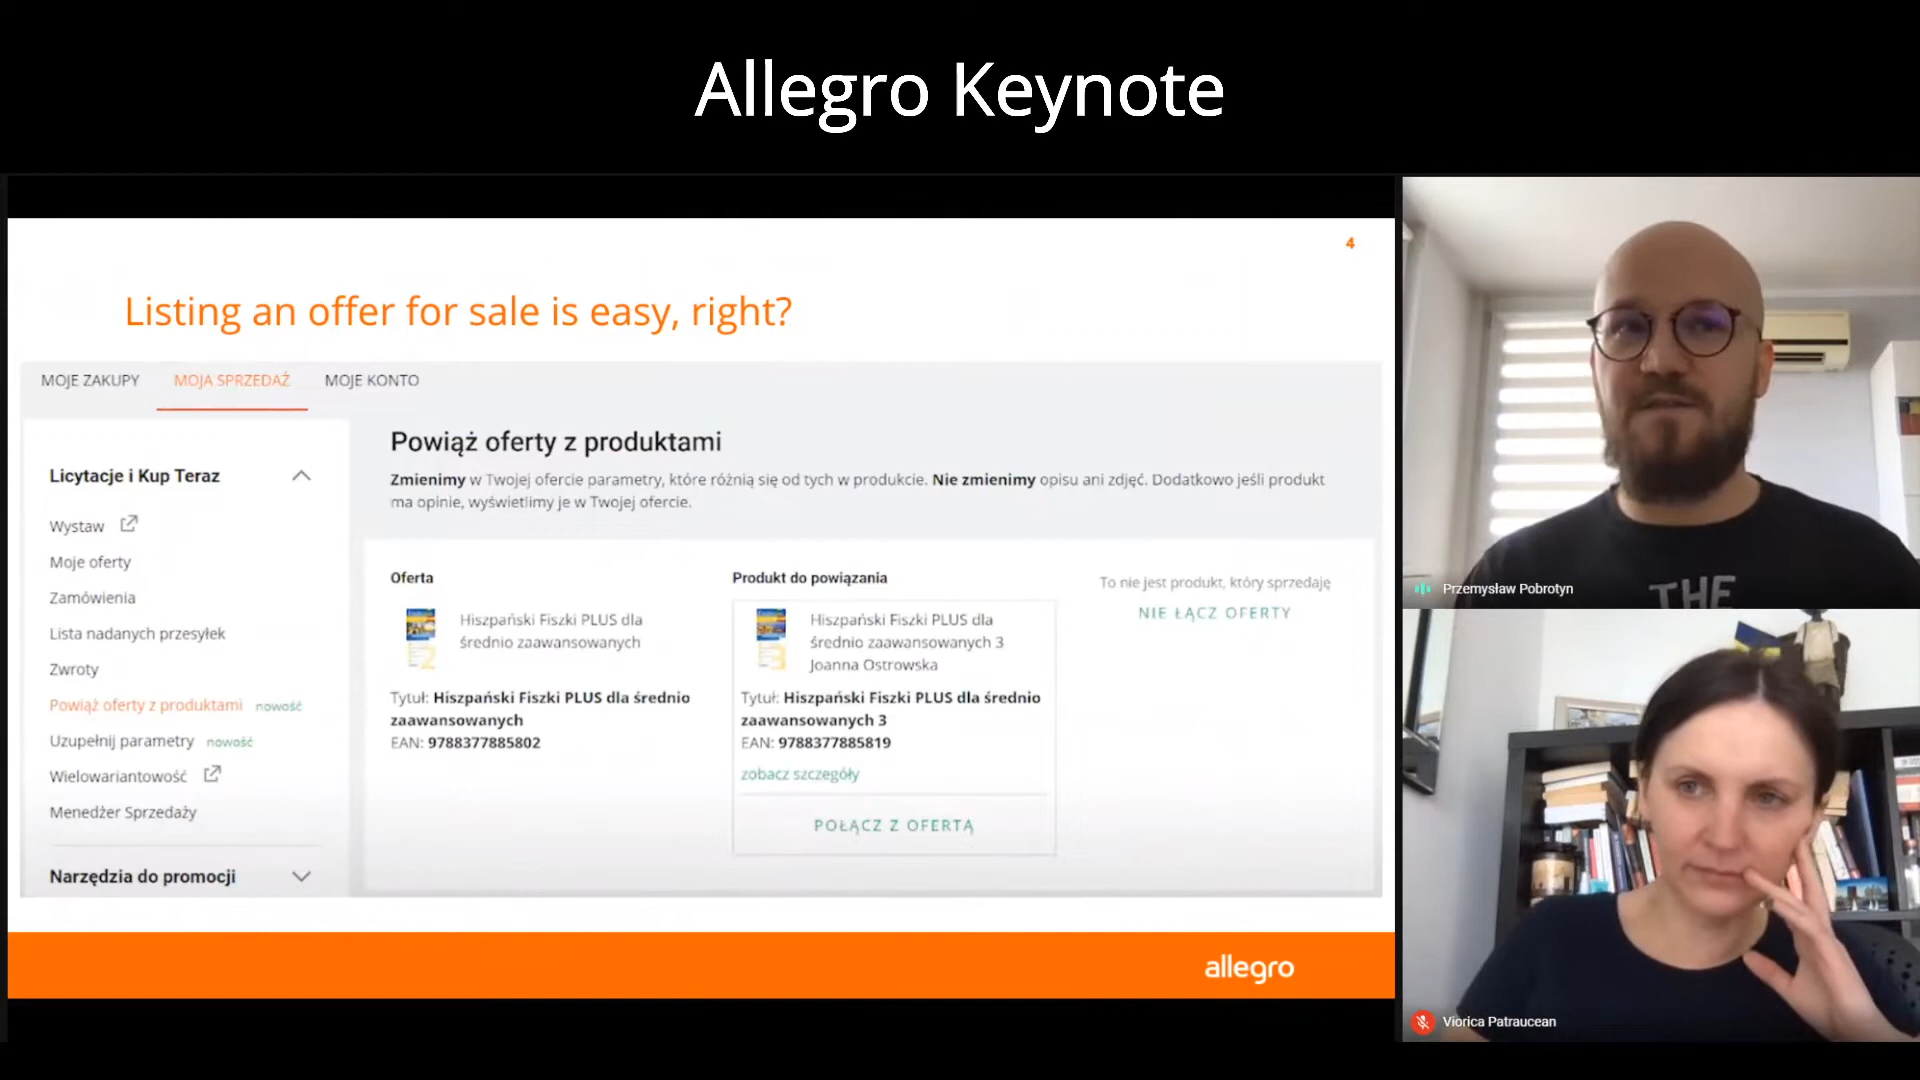 Allegro Keynote
4
Listing an offer for sale is easy, right?
MOJE ZAKUPY
MOJA SPRZEDAŻ
MOJE KONTO
Licytacje i Kup Teraz
Wystaw
Moje oferty
Zamówienia
Lista nadanych przesyłek
Zwroty
Powiąż oferty z produktami nowość
Uzupełnij parametry nowość
Wielowariantowość
Menedżer Sprzedaży
Narzędzia do promocji
Powiąż oferty z produktami
Zmienimy w Twojej ofercie parametry, które różnią się od tych w produkcie. Nie zmienimy opisu ani zdjęć. Dodatkowo jeśli produkt
ma opinie, wyświetlimy je w Twojej ofercie.
Oferta
2
Hiszpański Fiszki PLUS dla
średnio zaawansowanych
Tytuł: Hiszpański Fiszki PLUS dla średnio
zaawansowanych
EAN: 9788377885802
Produkt do powiązania
3
Hiszpański Fiszki PLUS dla
średnio zaawansowanych 3
Joanna Ostrowska
Tytuł: Hiszpański Fiszki PLUS dla średnio
zaawansowanych 3
EAN: 9788377885819
zobacz szczegóły
POŁĄCZ Z OFERTĄ
To nie jest produkt, który sprzedaję
NIE ŁĄCZ OFERTY
allegro
THE
Przemysław Pobrotyn
Viorica Patraucean